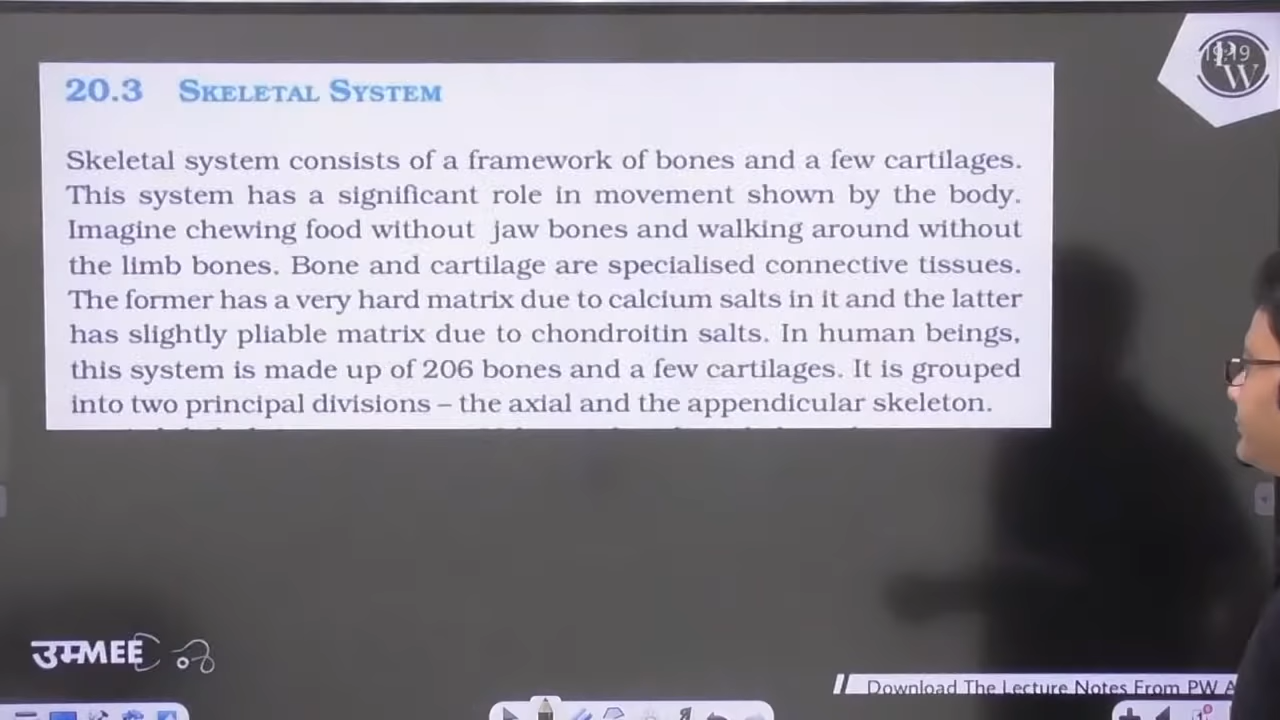 20.3 SKELETAL SYSTEM
Skeletal system consists of a framework of bones and a few cartilages.
This system has a significant role in movement shown by the body.
Imagine chewing food without jaw bones and walking around without
the limb bones. Bone and cartilage are specialised connective tissues.
The former has a very hard matrix due to calcium salts in it and the latter
has slightly pliable matrix due to chondroitin salts. In human beings,
this system is made up of 206 bones and a few cartilages. It is grouped
into two principal divisions – the axial and the appendicular skeleton.
19:19
PW
उम्MEE
Download The Lecture Notes From PW A